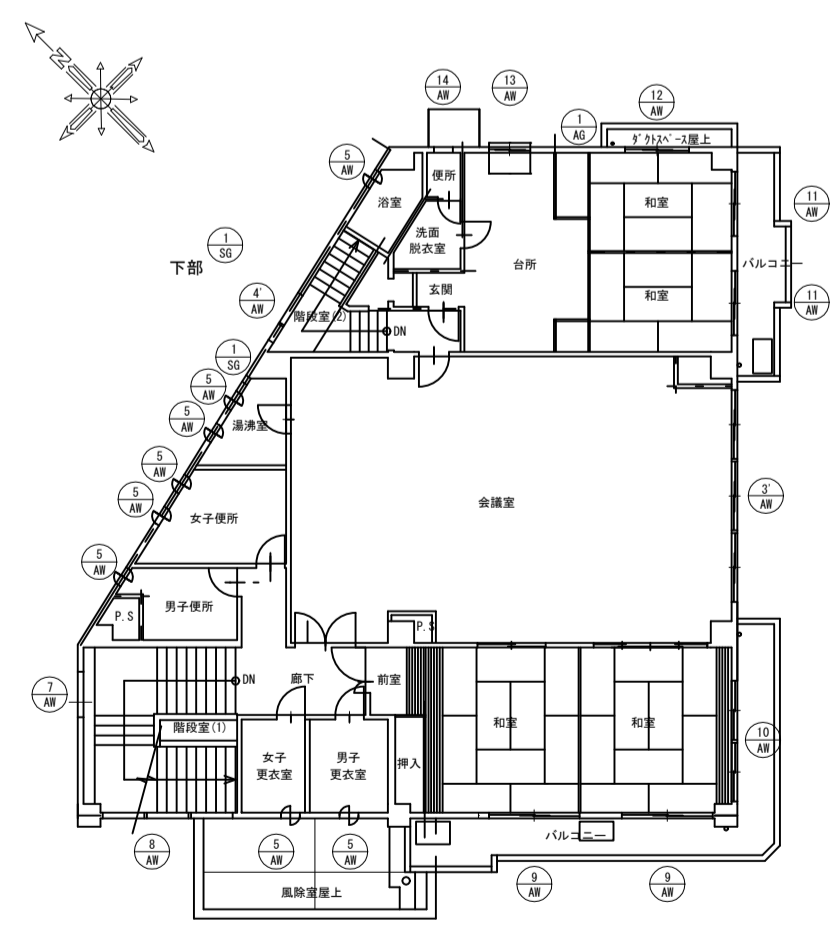 N
14
AW
13
AW
12
AW
1
AG
ﾀﾞｸﾄｽﾍﾟｰｽ屋上
5
AW
便所
浴室
和室
11
AW
洗面
脱衣室
1
SG
下部
台所
バルコニー
玄関
和室
4'
AW
11
AW
階段室(2)
DN
1
SG
5
AW
湯沸室
5
AW
5
AW
会議室
3'
AW
5
AW
女子便所
5
AW
男子便所
P.S
P.S
7
AW
DN
廊下
前室
階段室(1)
和室
和室
10
AW
女子
更衣室
男子
更衣室
押入
8
AW
5
AW
5
AW
バルコニー
風除室屋上
9
AW
9
AW